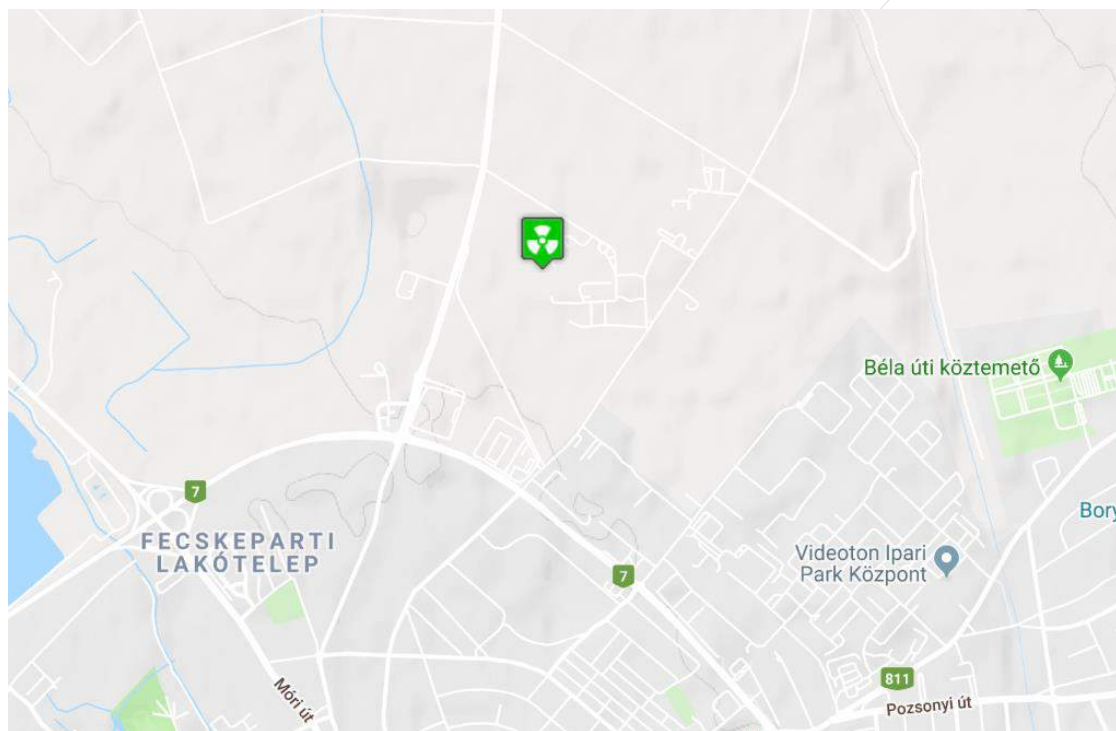 Béla úti köztemető
7
Bory
FECSKEPARTI
LAKÓTELEP
Videoton Ipari
Park Központ
7
811
Móri út
Pozsonyi út